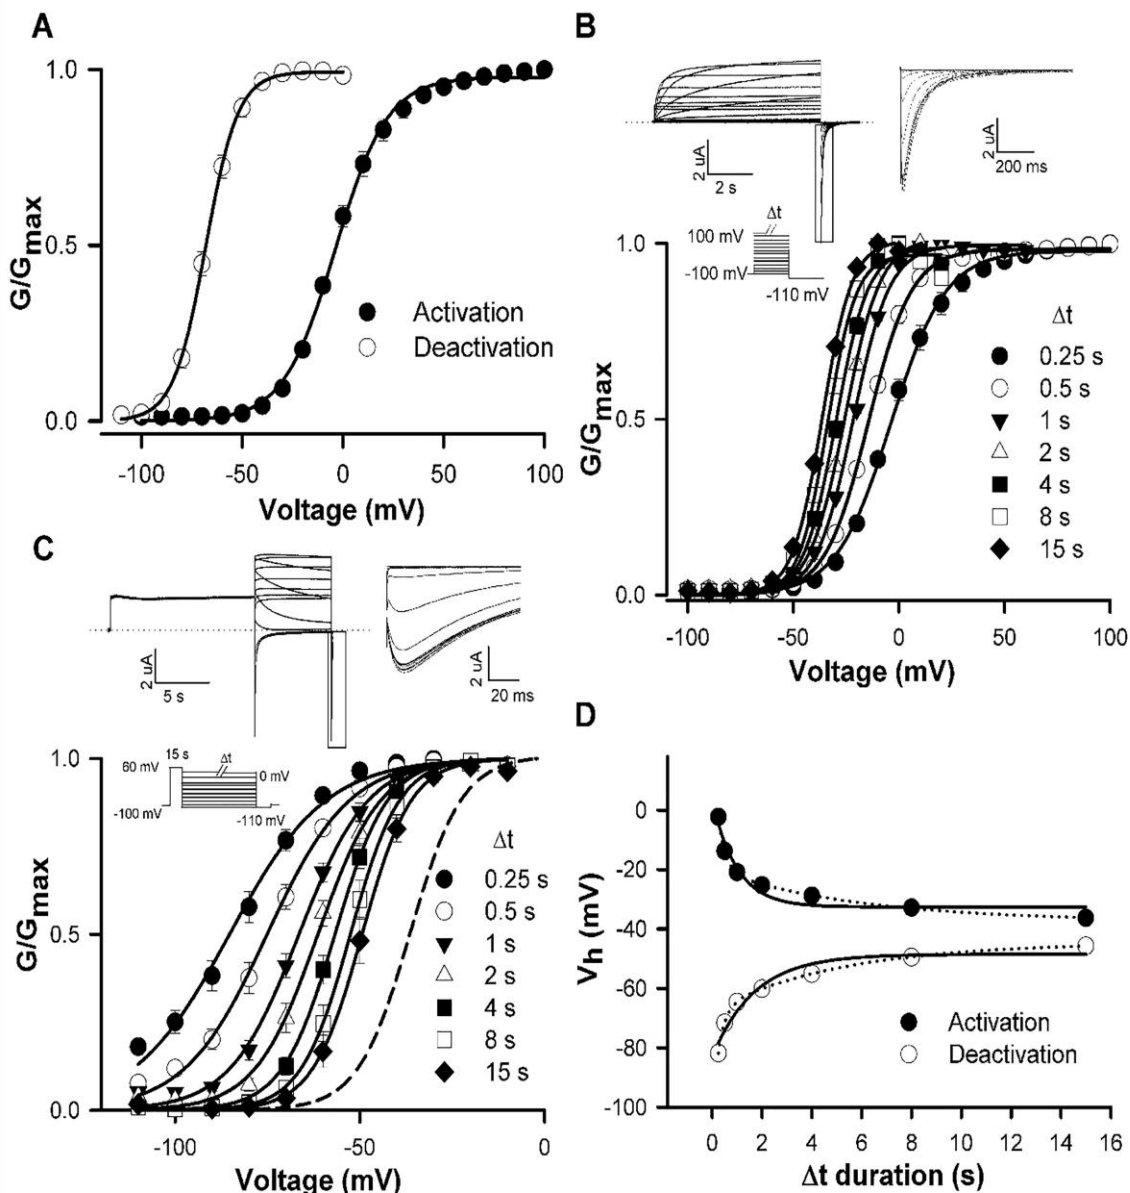 A
1.0
0.5
0.0
G/Gmax
-100
-50
0
50
100
Voltage (mV)
Activation
Deactivation
B
2 uA
2 s
2 uA
200 ms
Δt
100 mV
-100 mV
-110 mV
1.0
0.5
0.0
G/Gmax
-100
-50
0
50
100
Voltage (mV)
Δt
0.25 s
0.5 s
1 s
2 s
4 s
8 s
15 s
C
2 uA
5 s
2 uA
20 ms
15 s
Δt
60 mV
0 mV
-100 mV
-110 mV
1.0
0.5
0.0
G/Gmax
-100
-50
0
Voltage (mV)
Δt
0.25 s
0.5 s
1 s
2 s
4 s
8 s
15 s
D
0
-20
-40
-60
-80
-100
Vh (mV)
0
2
4
6
8
10
12
14
16
Δt duration (s)
Activation
Deactivation